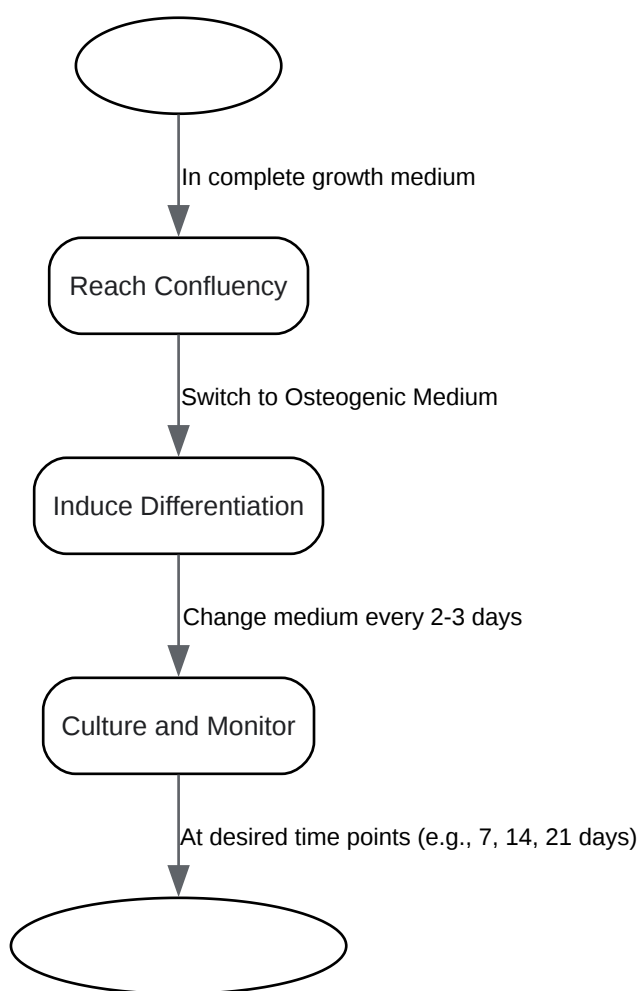 In complete growth medium
Reach Confluency
Switch to Osteogenic Medium
Induce Differentiation
Change medium every 2-3 days
Culture and Monitor
At desired time points (e.g., 7, 14, 21 days)